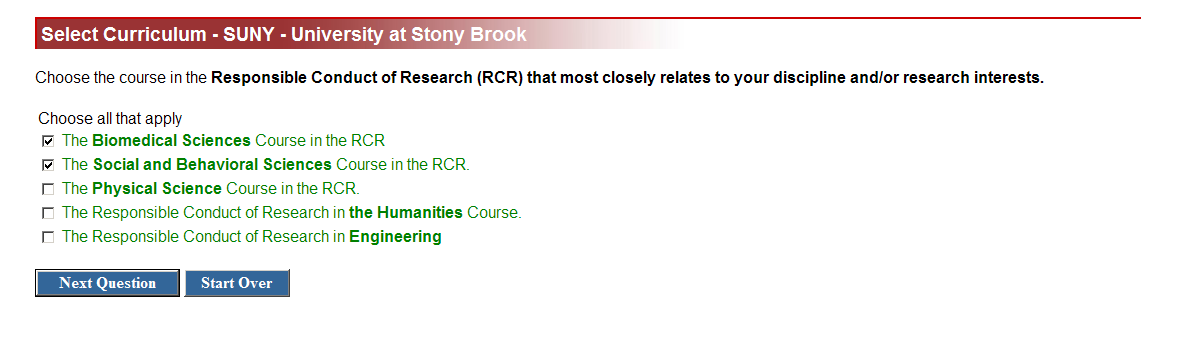 Select Curriculum - SUNY - University at Stony Brook
Choose the course in the Responsible Conduct of Research (RCR) that most closely relates to your discipline and/or research interests.
Choose all that apply
The Biomedical Sciences Course in the RCR
The Social and Behavioral Sciences Course in the RCR.
The Physical Science Course in the RCR.
The Responsible Conduct of Research in the Humanities Course.
The Responsible Conduct of Research in Engineering
Next Question Start Over